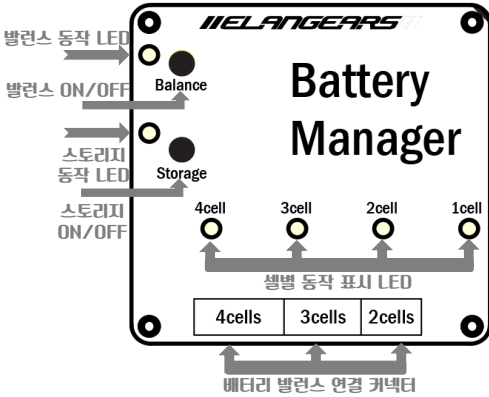 ELANGEARS
발런스 동작 LED
발런스 ON/OFF
Balance
Battery
Manager
스토리지
동작 LED
Storage
스토리지
ON/OFF
4cell 3cell 2cell 1cell
셀별 동작 표시 LED
4cells 3cells 2cells
배터리 발런스 연결 커넥터